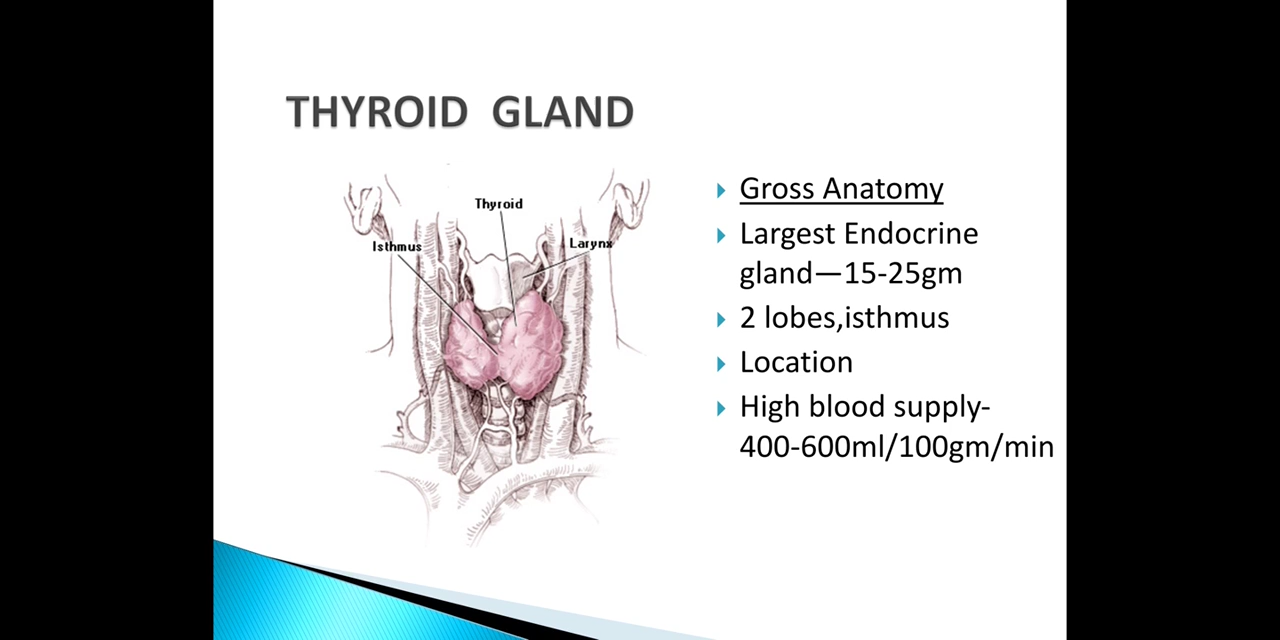 THYROID GLAND
Thyroid
Isthmus
Larynx
Gross Anatomy
Largest Endocrine
gland—15-25gm
2 lobes,isthmus
Location
High blood supply-
400-600ml/100gm/min